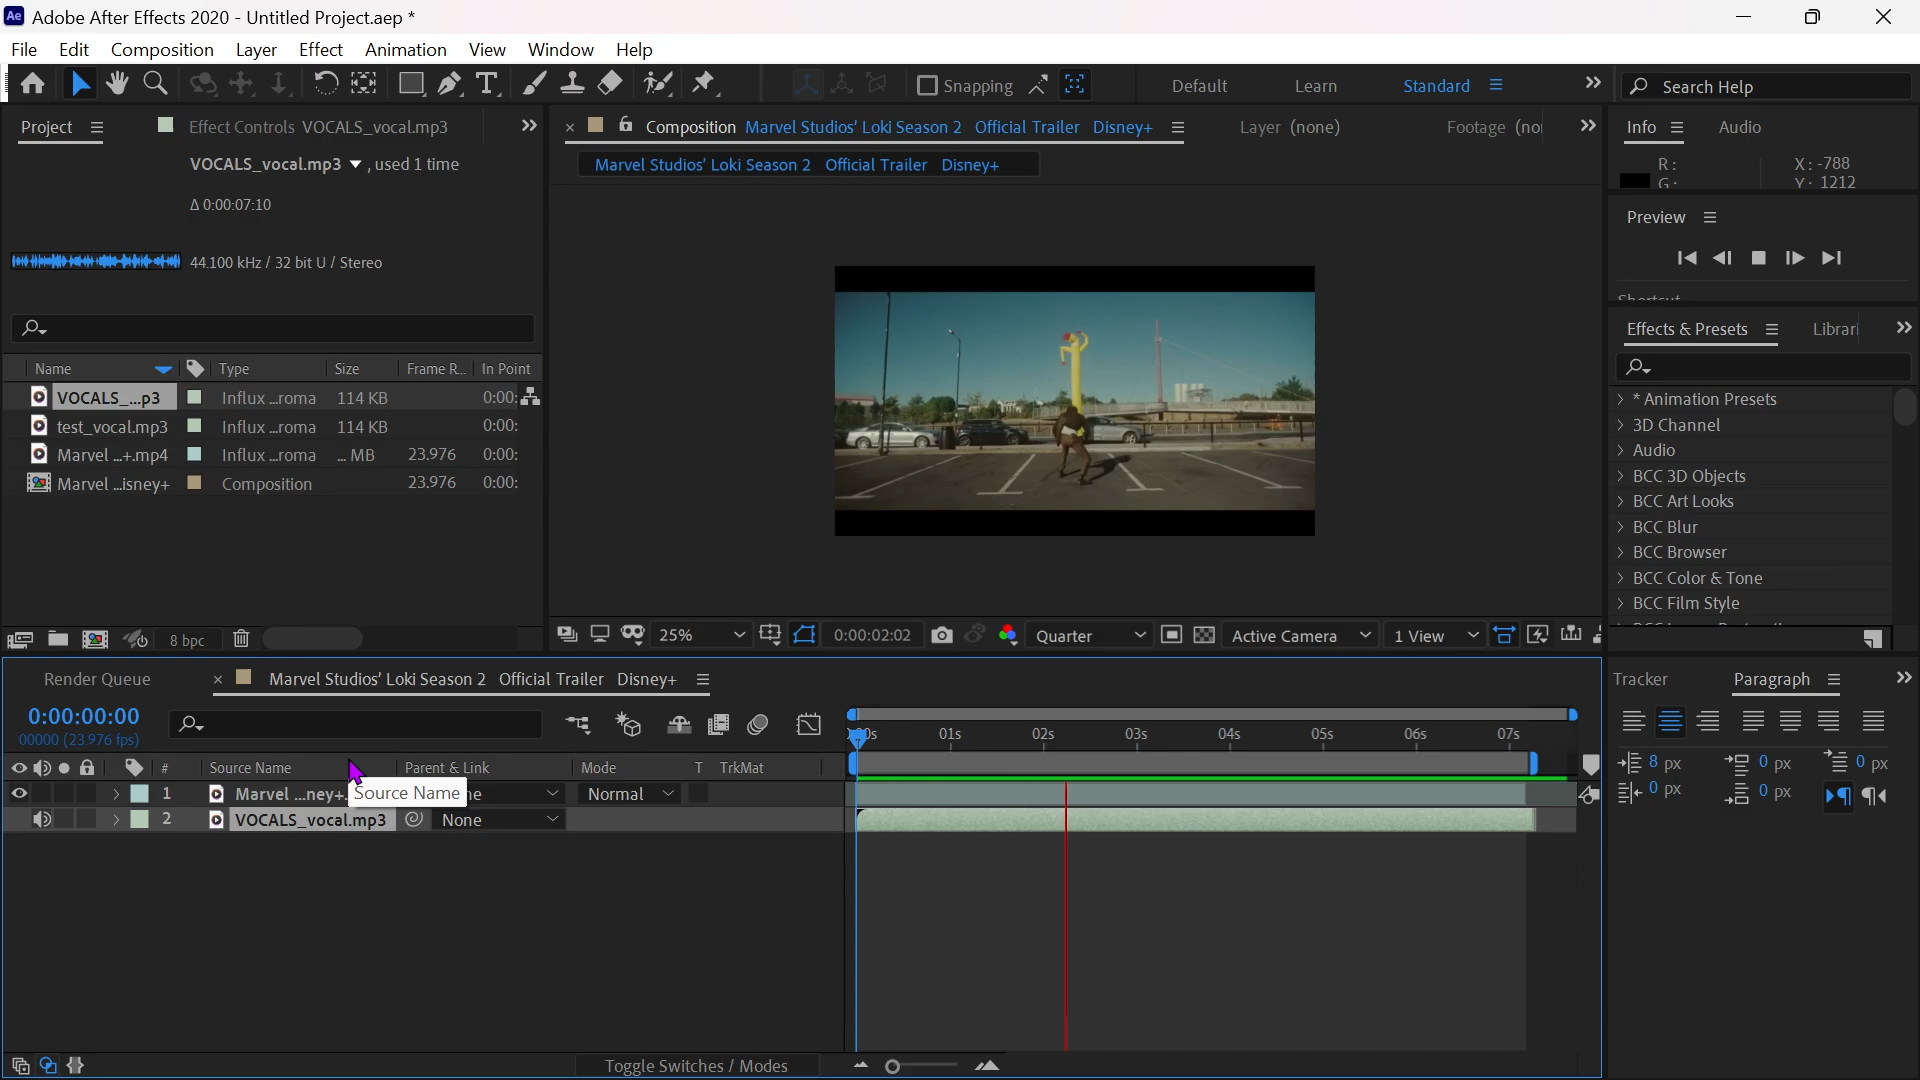 Ae Adobe After Effects 2020 - Untitled Project.aep *
File Edit Composition Layer Effect Animation View Window Help
T Snapping Default Learn Standard Search Help
Project Effect Controls VOCALS_vocal.mp3
Composition Marvel Studios' Loki Season 2 Official Trailer Disney+ Layer (none) Footage (no
Info Audio
VOCALS_vocal.mp3 , used 1 time
Marvel Studios' Loki Season 2 Official Trailer Disney+
R: X: -788
G: Y: 1212
Δ 0:00:07:10
Preview
44.100 kHz / 32 bit U / Stereo
Effects & Presets Librari
Name Type Size Frame R... In Point
VOCALS_...p3 Influx ...roma 114 KB 0:00:
test_vocal.mp3 Influx ...roma 114 KB 0:00:
Marvel ...+.mp4 Influx ...roma ... MB 23.976 0:00:
Marvel ...isney+ Composition 23.976 0:00:
* Animation Presets
3D Channel
Audio
BCC 3D Objects
BCC Art Looks
BCC Blur
BCC Browser
BCC Color & Tone
BCC Film Style
8 bpc
25% 0:00:02:02 Quarter Active Camera 1 View
Render Queue Marvel Studios' Loki Season 2 Official Trailer Disney+
Tracker Paragraph
0:00:00:00
00000 (23.976 fps)
01s 02s 03s 04s 05s 06s 07s
# Source Name Parent & Link Mode T TrkMat
1 Marvel ...ney+. Normal
Source Name
2 VOCALS_vocal.mp3 None
8 px 0 px 0 px
0 px 0 px
Toggle Switches / Modes